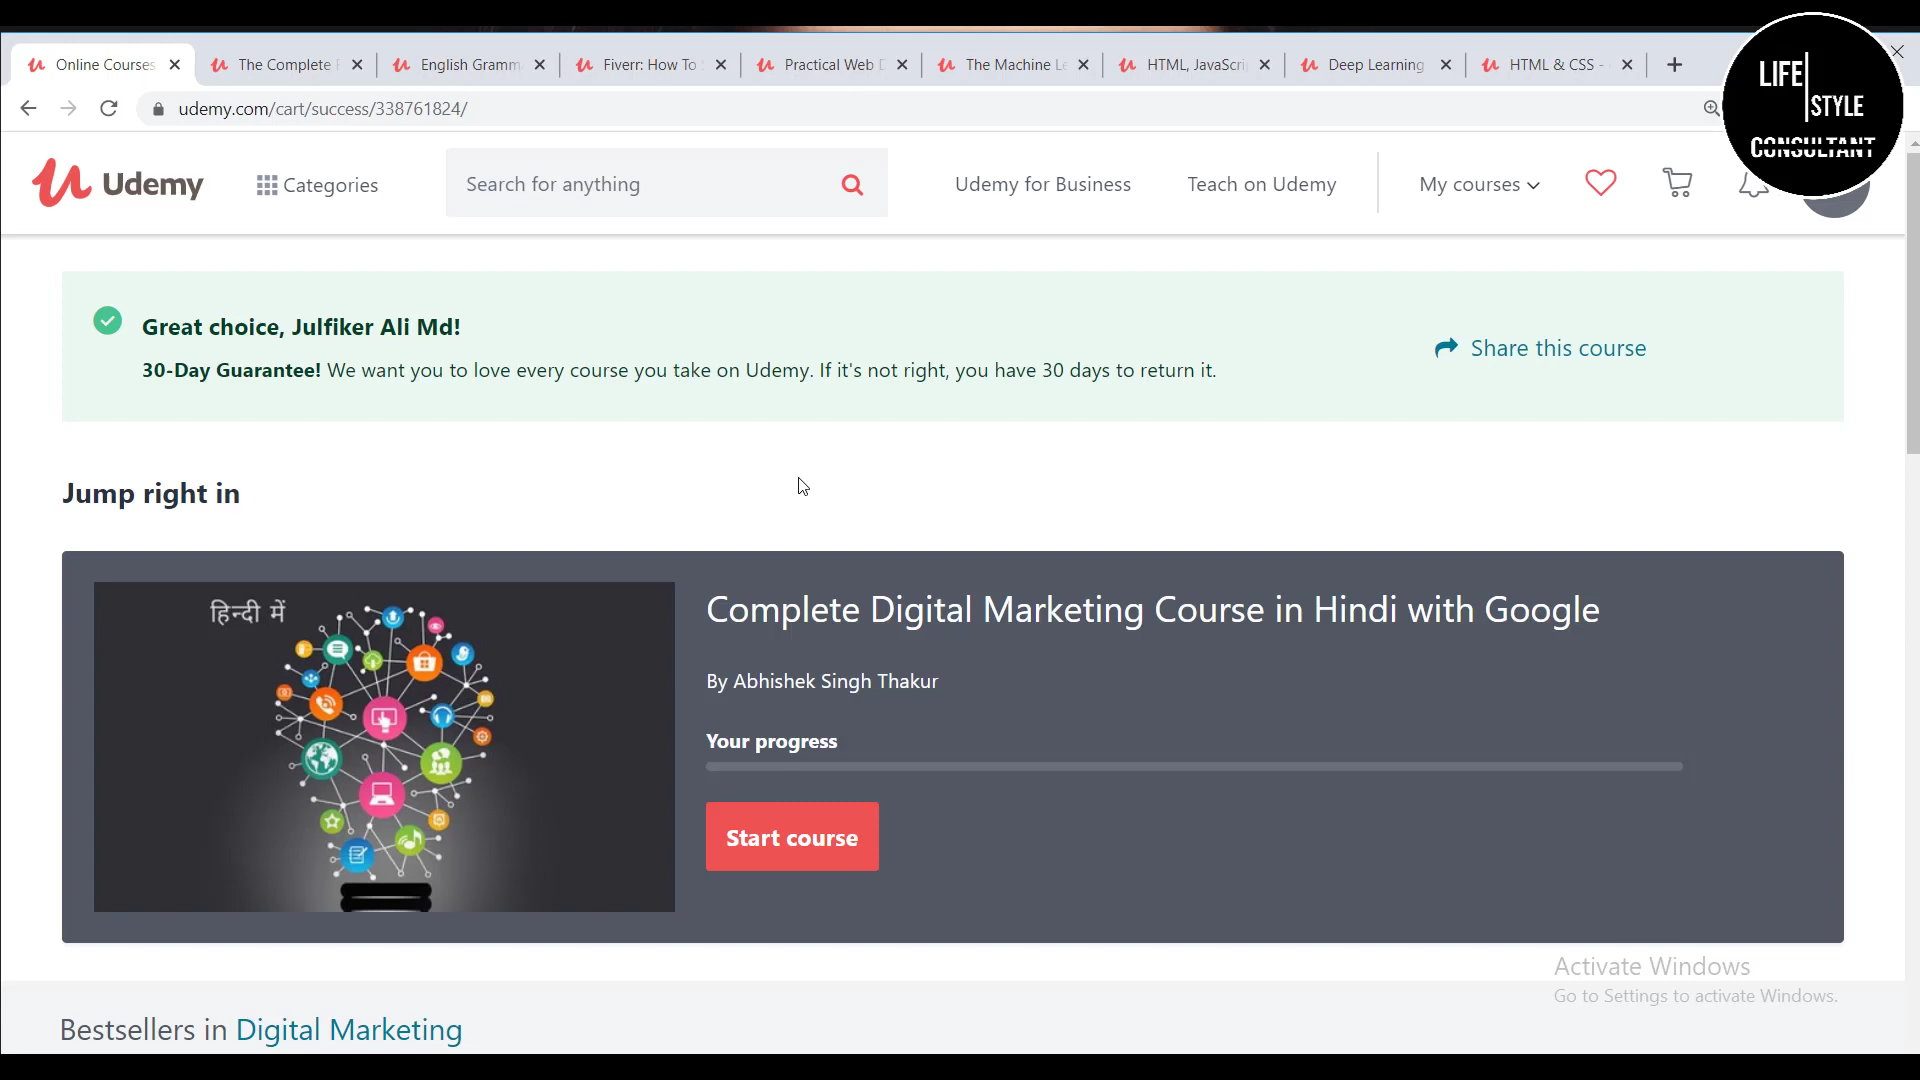 Online Courses
The Complete
English Gramm
Fiverr: How To
Practical Web D
The Machine Le
HTML, JavaScri
Deep Learning
HTML & CSS -
udemy.com/cart/success/338761824/
LIFE
STYLE
CONSULTANT
Udemy
Categories
Search for anything
Udemy for Business
Teach on Udemy
My courses
Great choice, Julfiker Ali Md!
30-Day Guarantee! We want you to love every course you take on Udemy. If it's not right, you have 30 days to return it.
Share this course
Jump right in
हिन्दी में
Complete Digital Marketing Course in Hindi with Google
By Abhishek Singh Thakur
Your progress
Start course
Activate Windows
Go to Settings to activate Windows.
Bestsellers in Digital Marketing